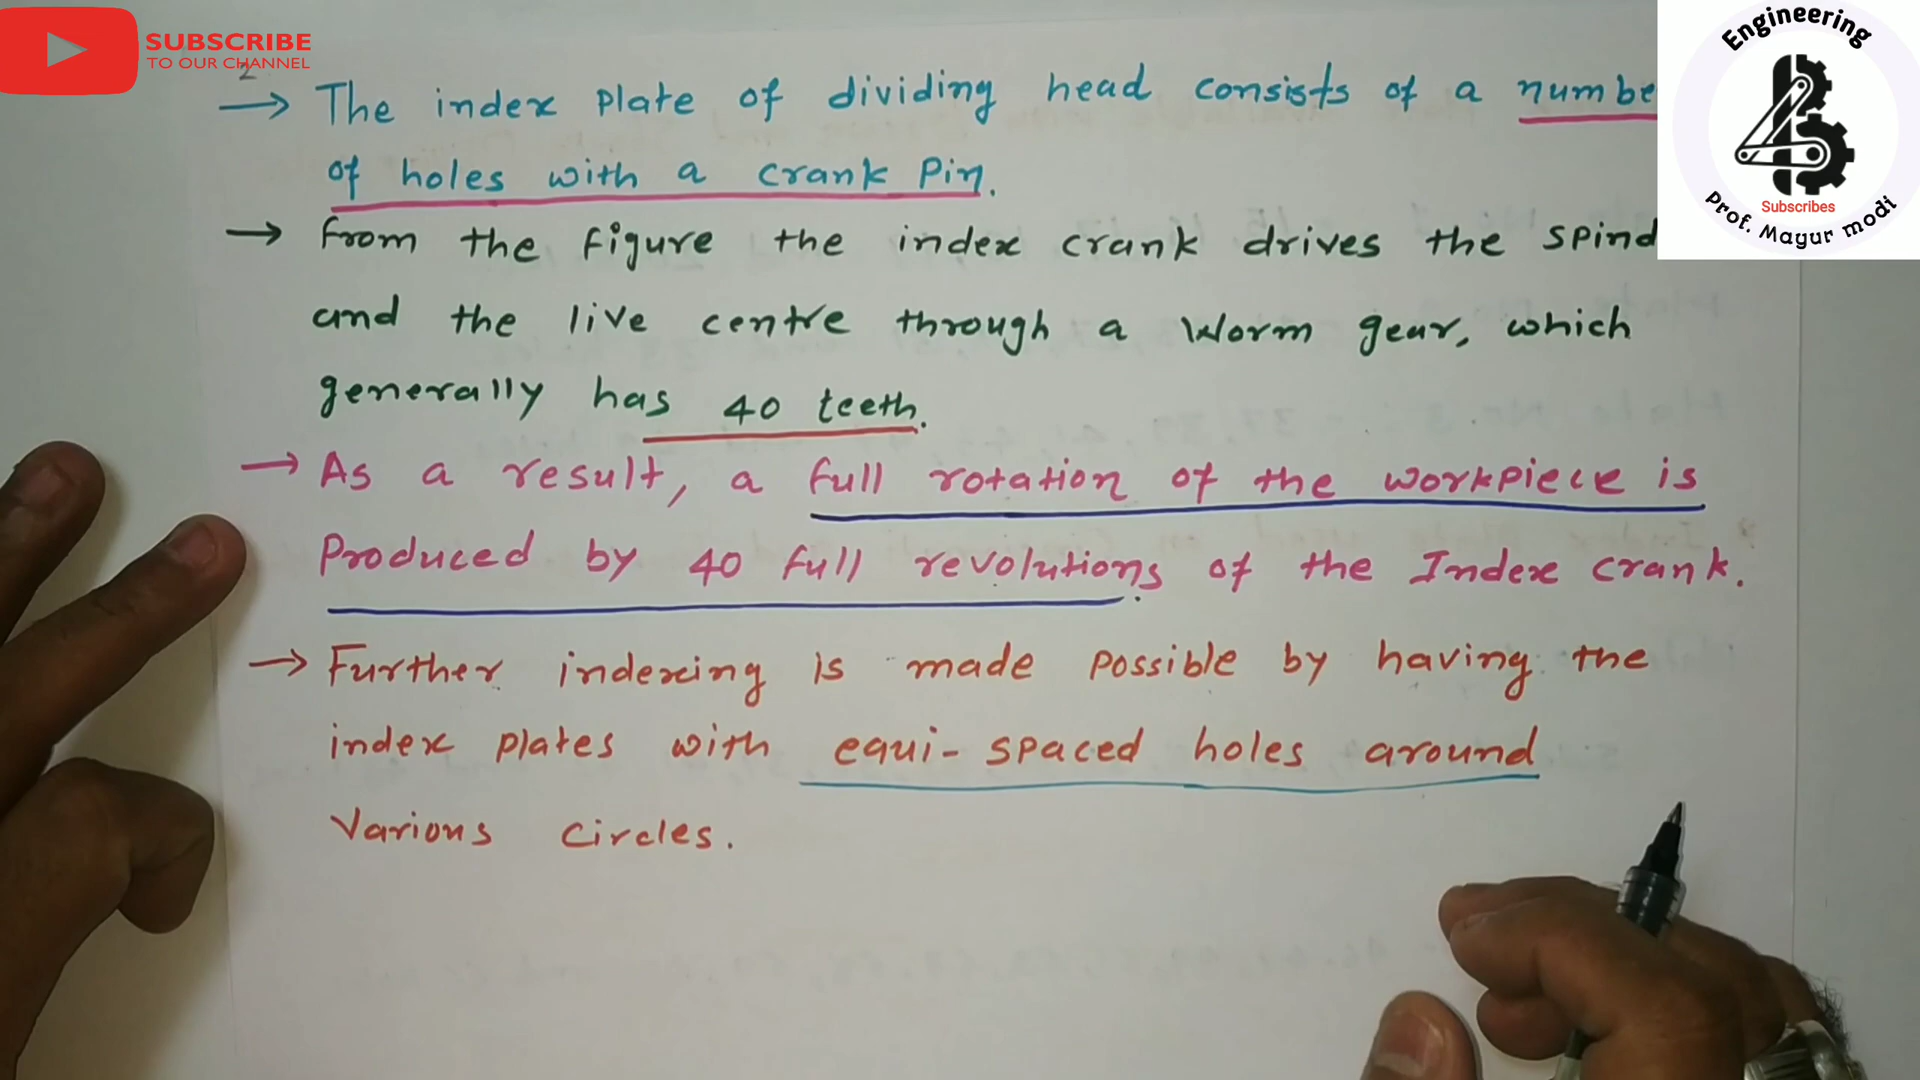 SUBSCRIBE
TO OUR CHANNEL
2
→ The index plate of dividing head consists of a numbe
of holes with a crank Pin.
→ from the figure the index crank drives the spind
and the live centre through a worm gear, which
generally has 40 teeth.
→ As a result, a full rotation of the workpiece is
Produced by 40 full revolutions of the Index crank.
→ Further indexing is made possible by having the
index plates with equi-spaced holes around
various circles.
Engineering
Subscribes
Prof. Mayur modi